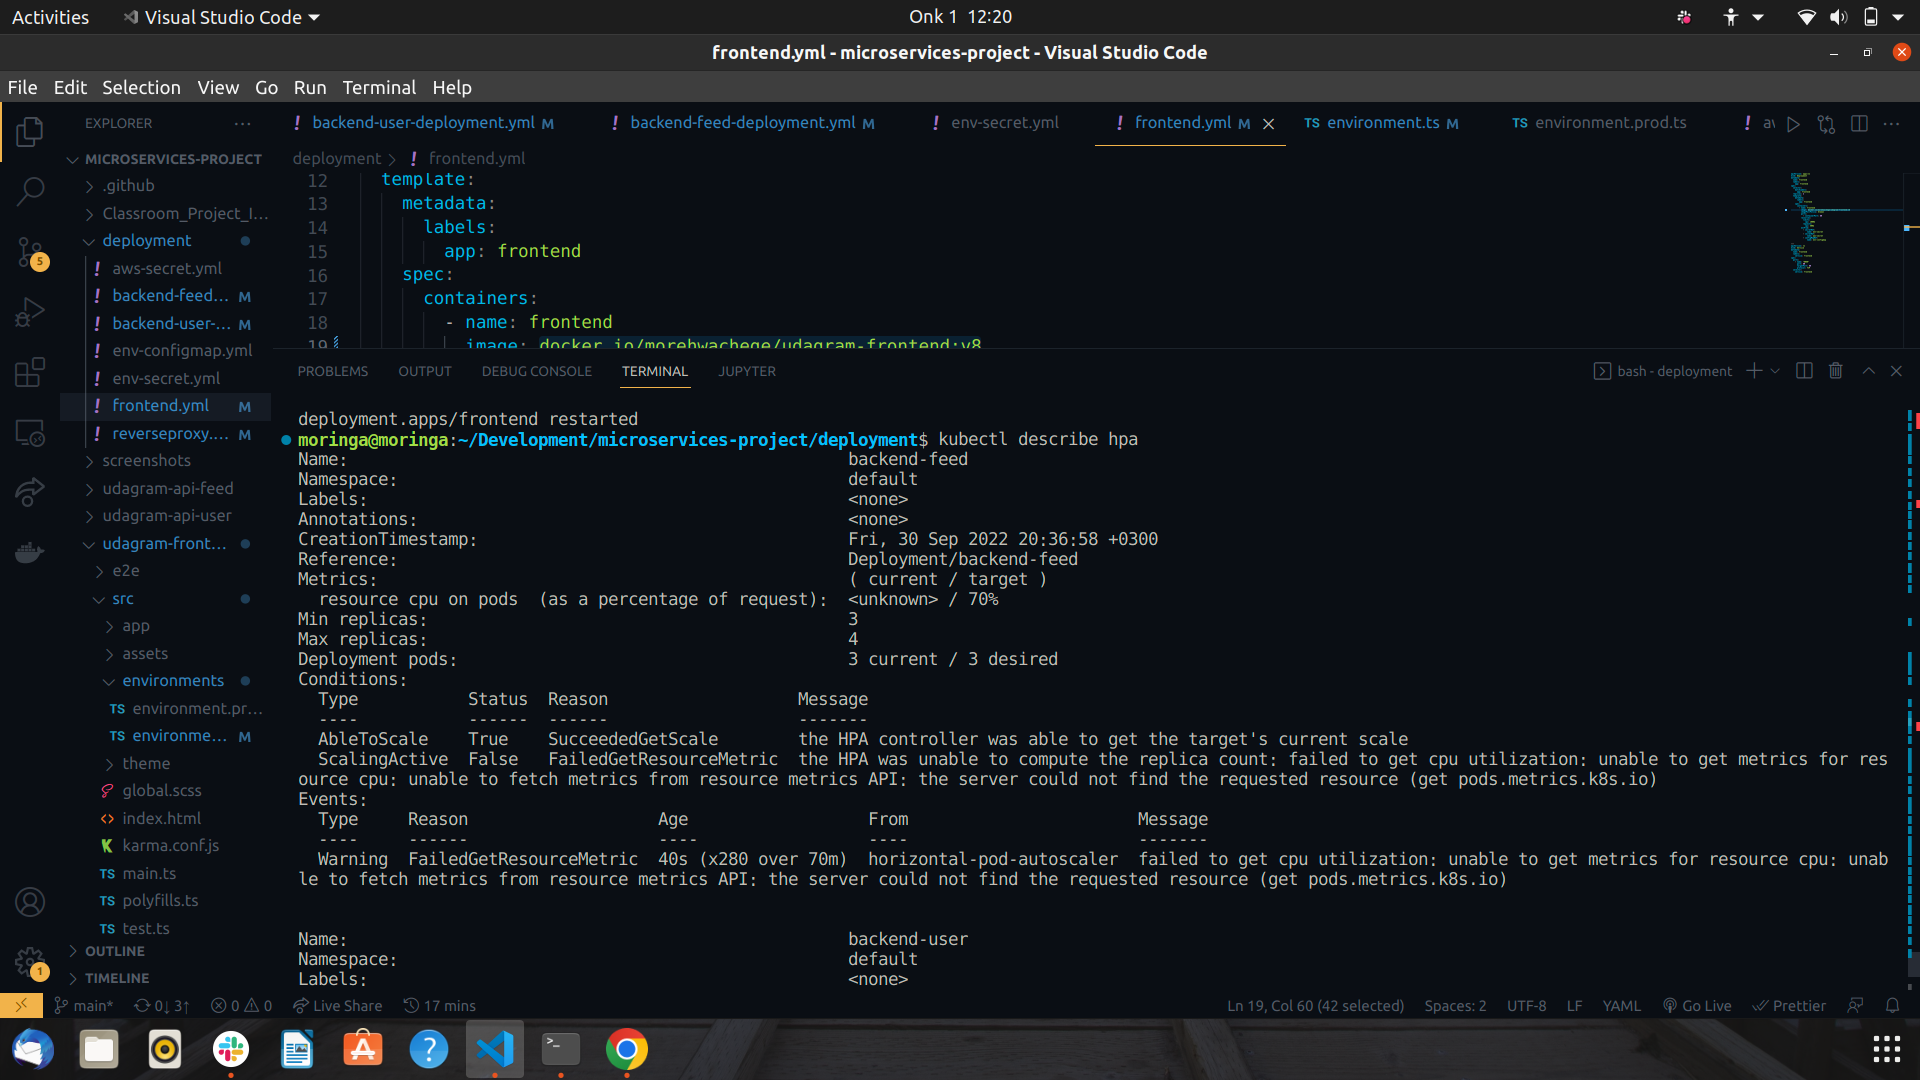 Activities
Visual Studio Code
Onk 1 12:20
frontend.yml - microservices-project - Visual Studio Code
File Edit Selection View Go Run Terminal Help
EXPLORER
MICROSERVICES-PROJECT
.github
Classroom_Project_I...
deployment
aws-secret.yml
backend-feed... M
backend-user-... M
env-configmap.yml
env-secret.yml
frontend.yml M
reverseproxy.... M
screenshots
udagram-api-feed
udagram-api-user
udagram-front...
e2e
src
app
assets
environments
TS environment.pr...
TS environme... M
theme
global.scss
index.html
karma.conf.js
TS main.ts
TS polyfills.ts
TS test.ts
OUTLINE
TIMELINE
5
1
! backend-user-deployment.yml M
! backend-feed-deployment.yml M
! env-secret.yml
! frontend.yml M
TS environment.ts M
TS environment.prod.ts
deployment > ! frontend.yml
12 template:
13 metadata:
14 labels:
15 app: frontend
16 spec:
17 containers:
18 - name: frontend
19 image: docker.io/morehwachege/udagram-frontend:v8
PROBLEMS OUTPUT DEBUG CONSOLE TERMINAL JUPYTER
bash - deployment
deployment.apps/frontend restarted
moringa@moringa:~/Development/microservices-project/deployment$ kubectl describe hpa
Name: backend-feed
Namespace: default
Labels: <none>
Annotations: <none>
CreationTimestamp: Fri, 30 Sep 2022 20:36:58 +0300
Reference: Deployment/backend-feed
Metrics: ( current / target )
resource cpu on pods (as a percentage of request): <unknown> / 70%
Min replicas: 3
Max replicas: 4
Deployment pods: 3 current / 3 desired
Conditions:
Type Status Reason Message
---- ------ ------ -------
AbleToScale True SucceededGetScale the HPA controller was able to get the target's current scale
ScalingActive False FailedGetResourceMetric the HPA was unable to compute the replica count: failed to get cpu utilization: unable to get metrics for res
ource cpu: unable to fetch metrics from resource metrics API: the server could not find the requested resource (get pods.metrics.k8s.io)
Events:
Type Reason Age From Message
---- ------ ---- ---- -------
Warning FailedGetResourceMetric 40s (x280 over 70m) horizontal-pod-autoscaler failed to get cpu utilization: unable to get metrics for resource cpu: unab
le to fetch metrics from resource metrics API: the server could not find the requested resource (get pods.metrics.k8s.io)
Name: backend-user
Namespace: default
Labels: <none>
main* 0↓ 3↑ 0 0 Live Share 17 mins
Ln 19, Col 60 (42 selected) Spaces: 2 UTF-8 LF YAML Go Live Prettier